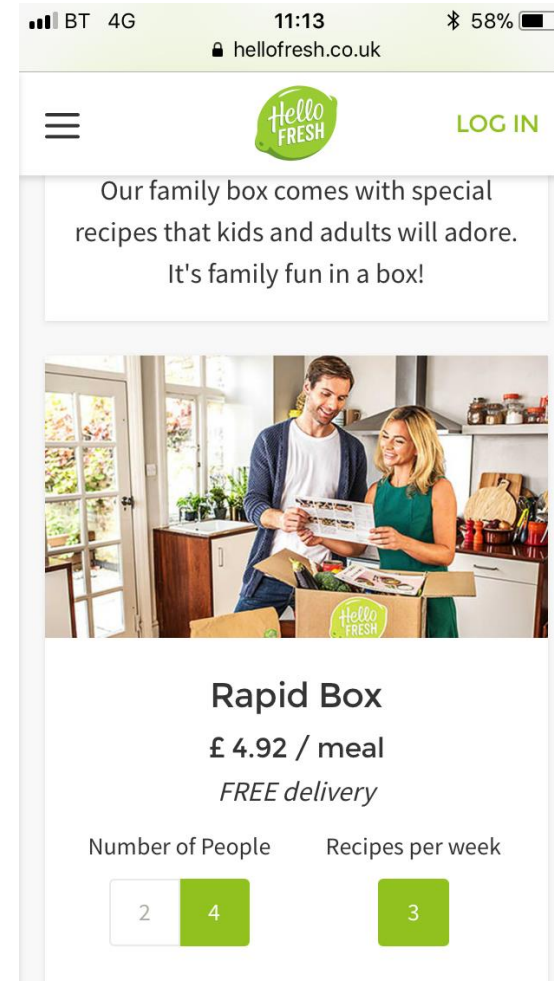 BT 4G 11:13 58%
hellofresh.co.uk
Hello
FRESH
LOG IN
Our family box comes with special
recipes that kids and adults will adore.
It's family fun in a box!
Hello
FRESH
Rapid Box
£ 4.92 / meal
FREE delivery
Number of People Recipes per week
2 4 3